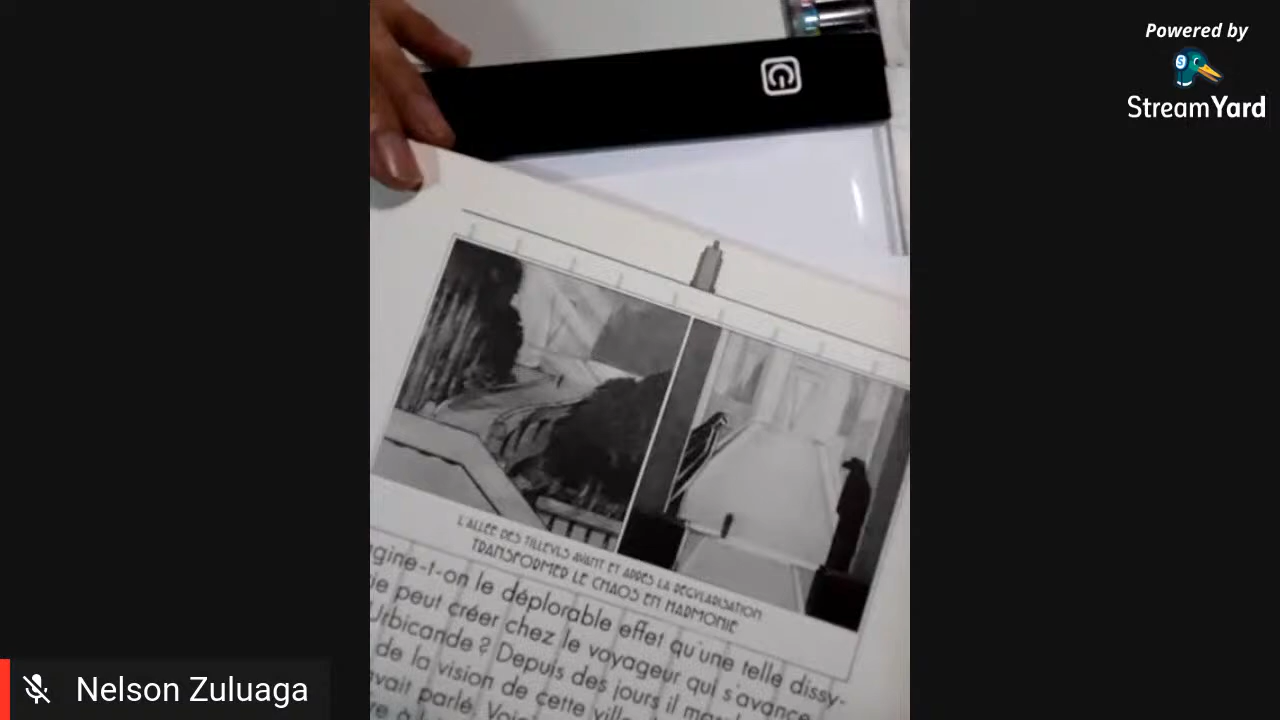 Powered by
StreamYard
L'ALLÉE DES TILLEULS AVANT ET APRÈS LA RÉGULARISATION
TRANSFORMER LE CHAOS EN HARMONIE
gine-t-on le déplorable effet qu'une telle dissy-
ie peut créer chez le voyageur qui s'avance
Urbicande ? Depuis des jours il
de la vision de cette
avait parlé.
Nelson Zuluaga